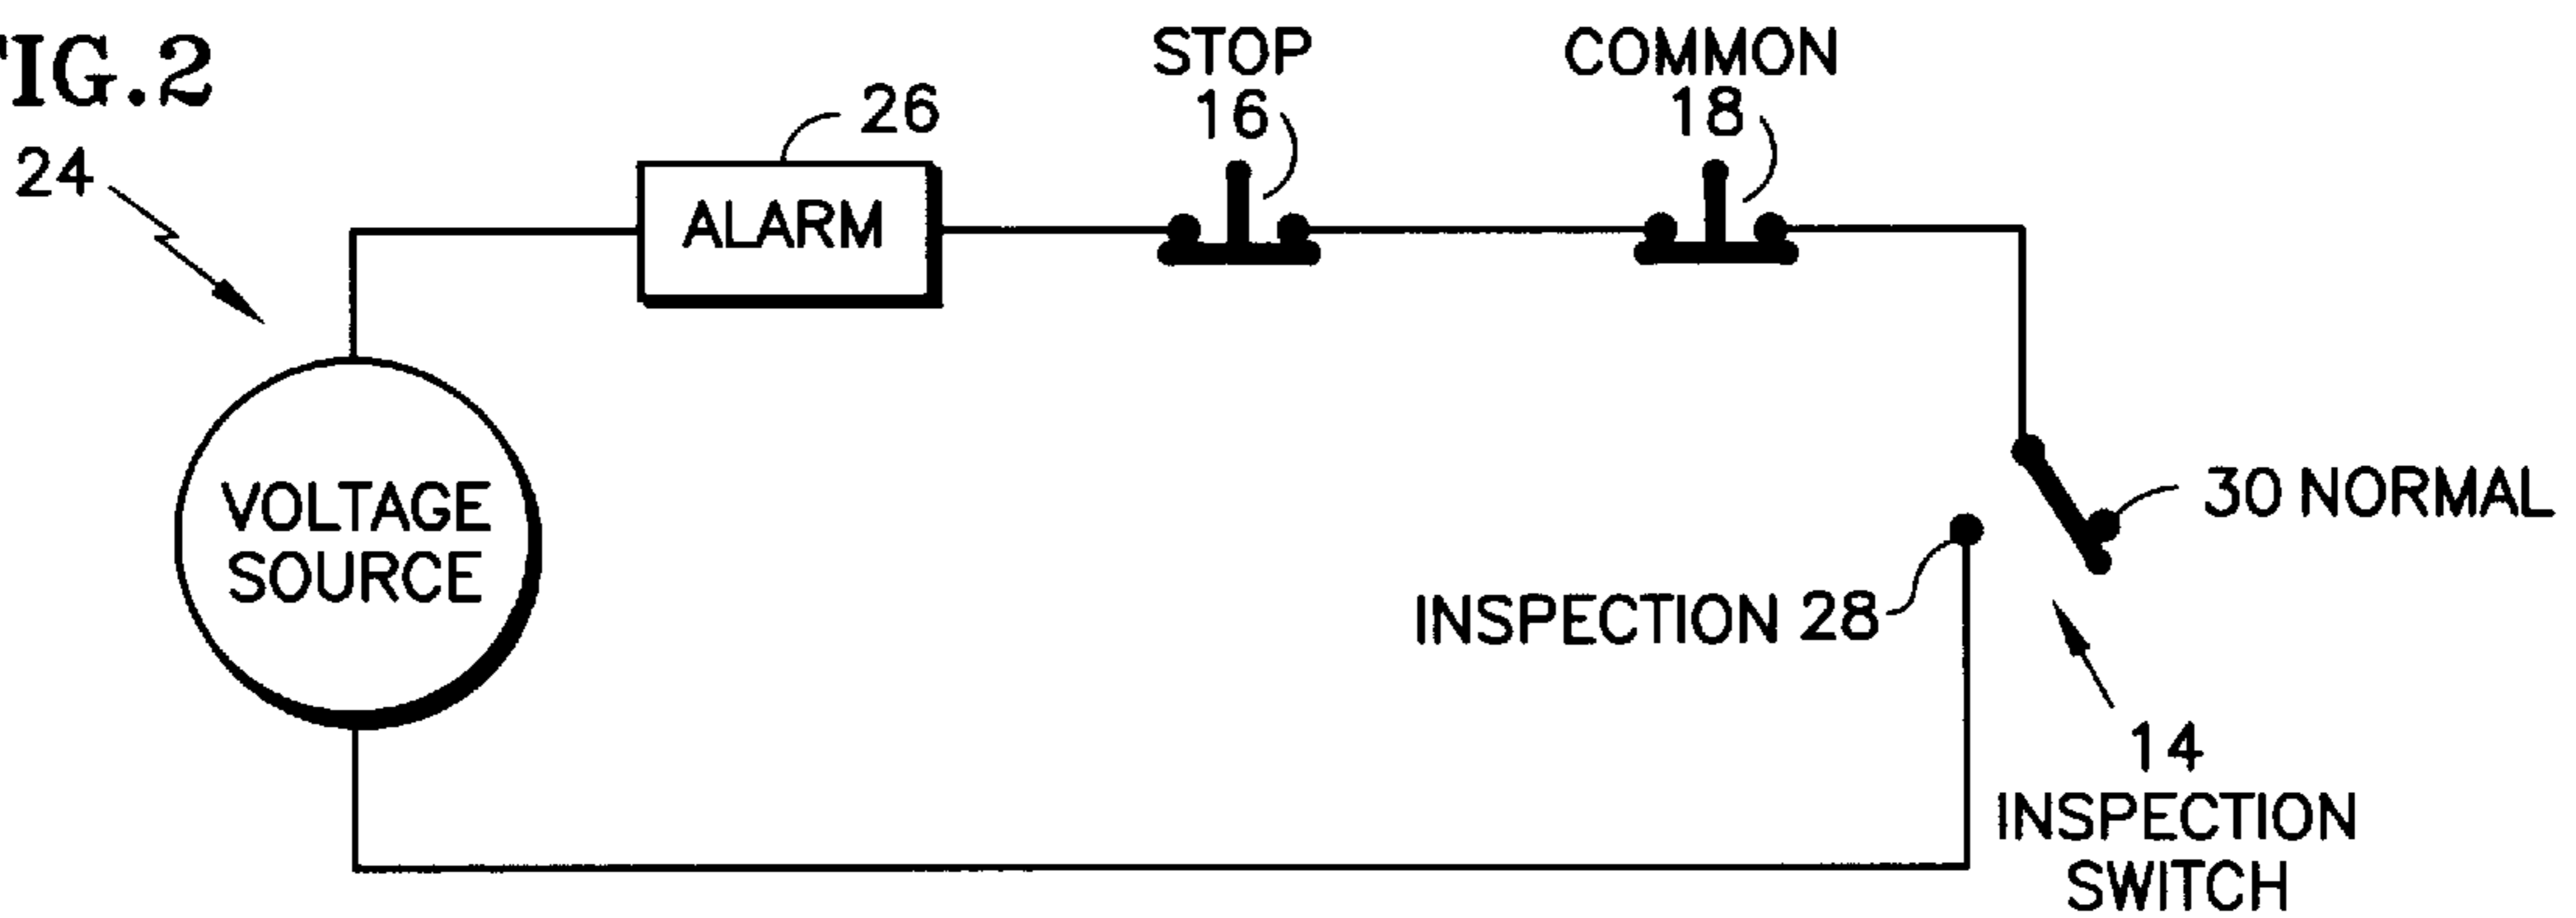 FIG.2
24
26
ALARM
STOP
16
COMMON
18
VOLTAGE
SOURCE
30 NORMAL
INSPECTION 28
14
INSPECTION
SWITCH